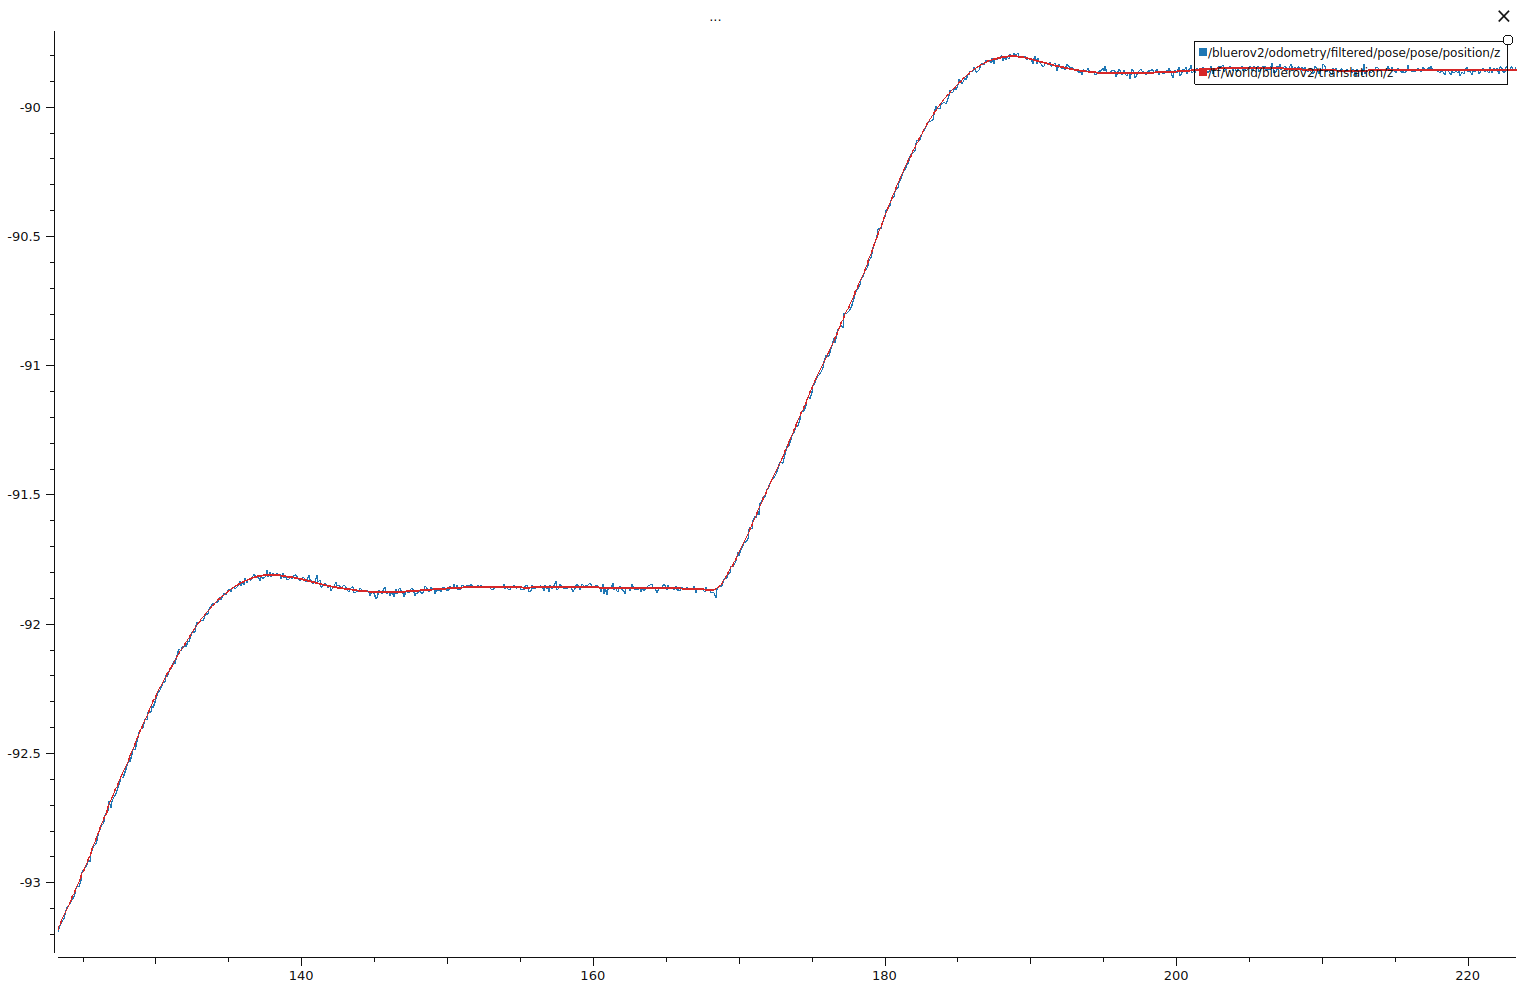 ...
/bluerov2/odometry/filtered/pose/pose/position/z
/tf/world/bluerov2/translation/z
-90
-90.5
-91
-91.5
-92
-92.5
-93
140 160 180 200 220